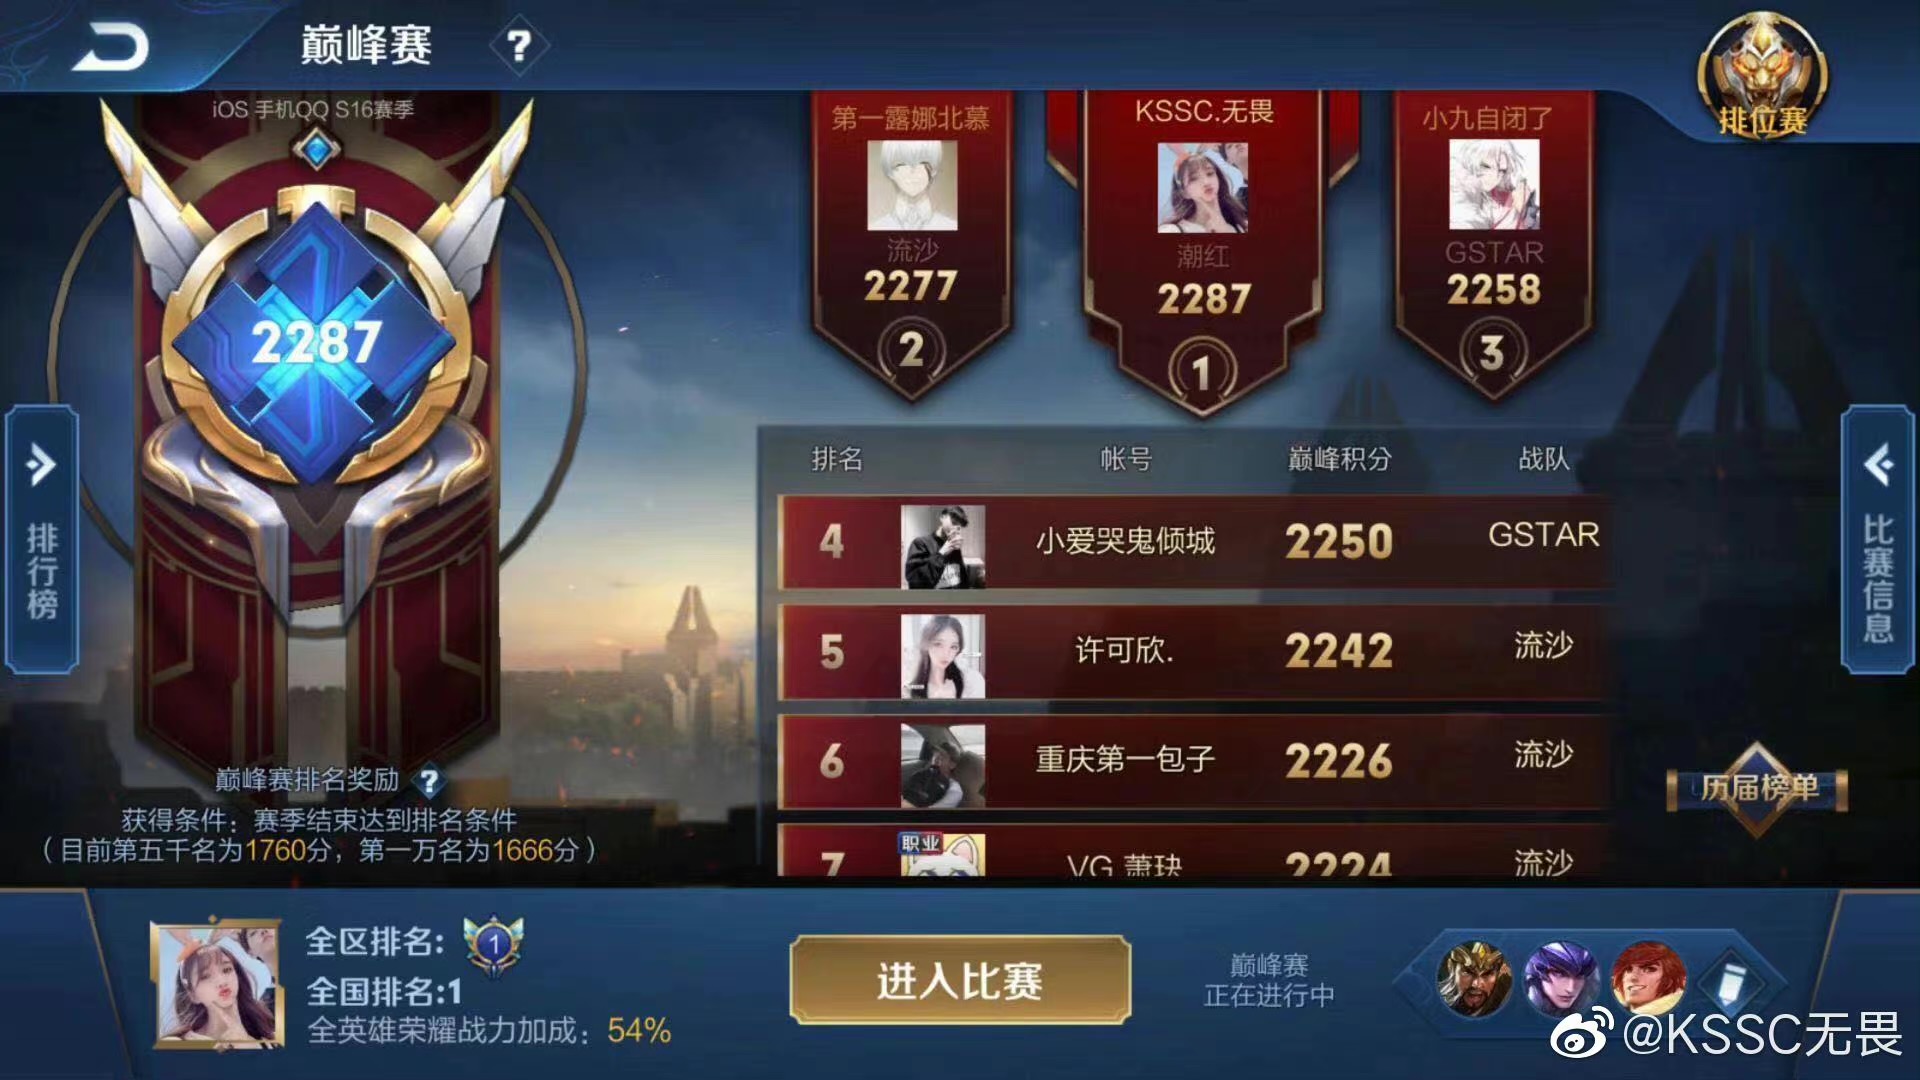 巅峰赛 ?
排位赛
iOS 手机QQ S16赛季
2287
排行榜
巅峰赛排名奖励 ?
获得条件：赛季结束达到排名条件
（目前第五千名为1760分，第一万名为1666分）
第一露娜北慕
流沙
2277
2
KSSC.无畏
潮红
2287
1
小九自闭了
GSTAR
2258
3
排名 帐号 巅峰积分 战队
4 小爱哭鬼倾城 2250 GSTAR
5 许可欣. 2242 流沙
6 重庆第一包子 2226 流沙
7 职业 VG 萧玦 2224 流沙
比赛信息
历届榜单
全区排名: 1
全国排名:1
全英雄荣耀战力加成：54%
进入比赛
巅峰赛
正在进行中
@KSSC无畏